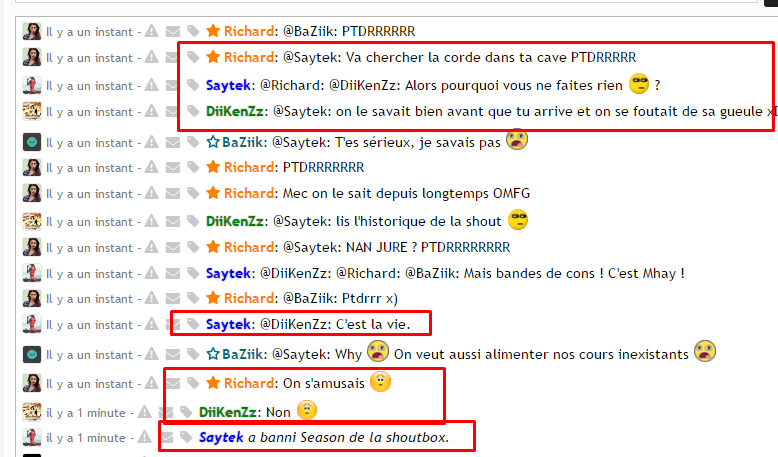 Il y a un instant - Richard: @BaZiik: PTDRRRRRR
Il y a un instant - Richard: @Saytek: Va chercher la corde dans ta cave PTDRRRRR
Il y a un instant - Saytek: @Richard: @DiiKenZz: Alors pourquoi vous ne faites rien ?
Il y a un instant - DiiKenZz: @Saytek: on le savait bien avant que tu arrive et on se foutait de sa gueule xD
Il y a un instant - BaZiik: @Saytek: T'es sérieux, je savais pas
Il y a un instant - Richard: PTDRRRRRRR
Il y a un instant - Richard: Mec on le sait depuis longtemps OMFG
Il y a un instant - DiiKenZz: @Saytek: lis l'historique de la shout
Il y a un instant - Richard: @Saytek: NAN JURE ? PTDRRRRRRRR
Il y a un instant - Saytek: @DiiKenZz: @Richard: @BaZiik: Mais bandes de cons ! C'est Mhay !
Il y a un instant - Richard: @BaZiik: Ptdrrr x)
Il y a un instant - Saytek: @DiiKenZz: C'est la vie.
Il y a un instant - BaZiik: @Saytek: Why On veut aussi alimenter nos cours inexistants
Il y a un instant - Richard: On s'amusais
il y a 1 minute - DiiKenZz: Non
il y a 1 minute - Saytek a banni Season de la shoutbox.